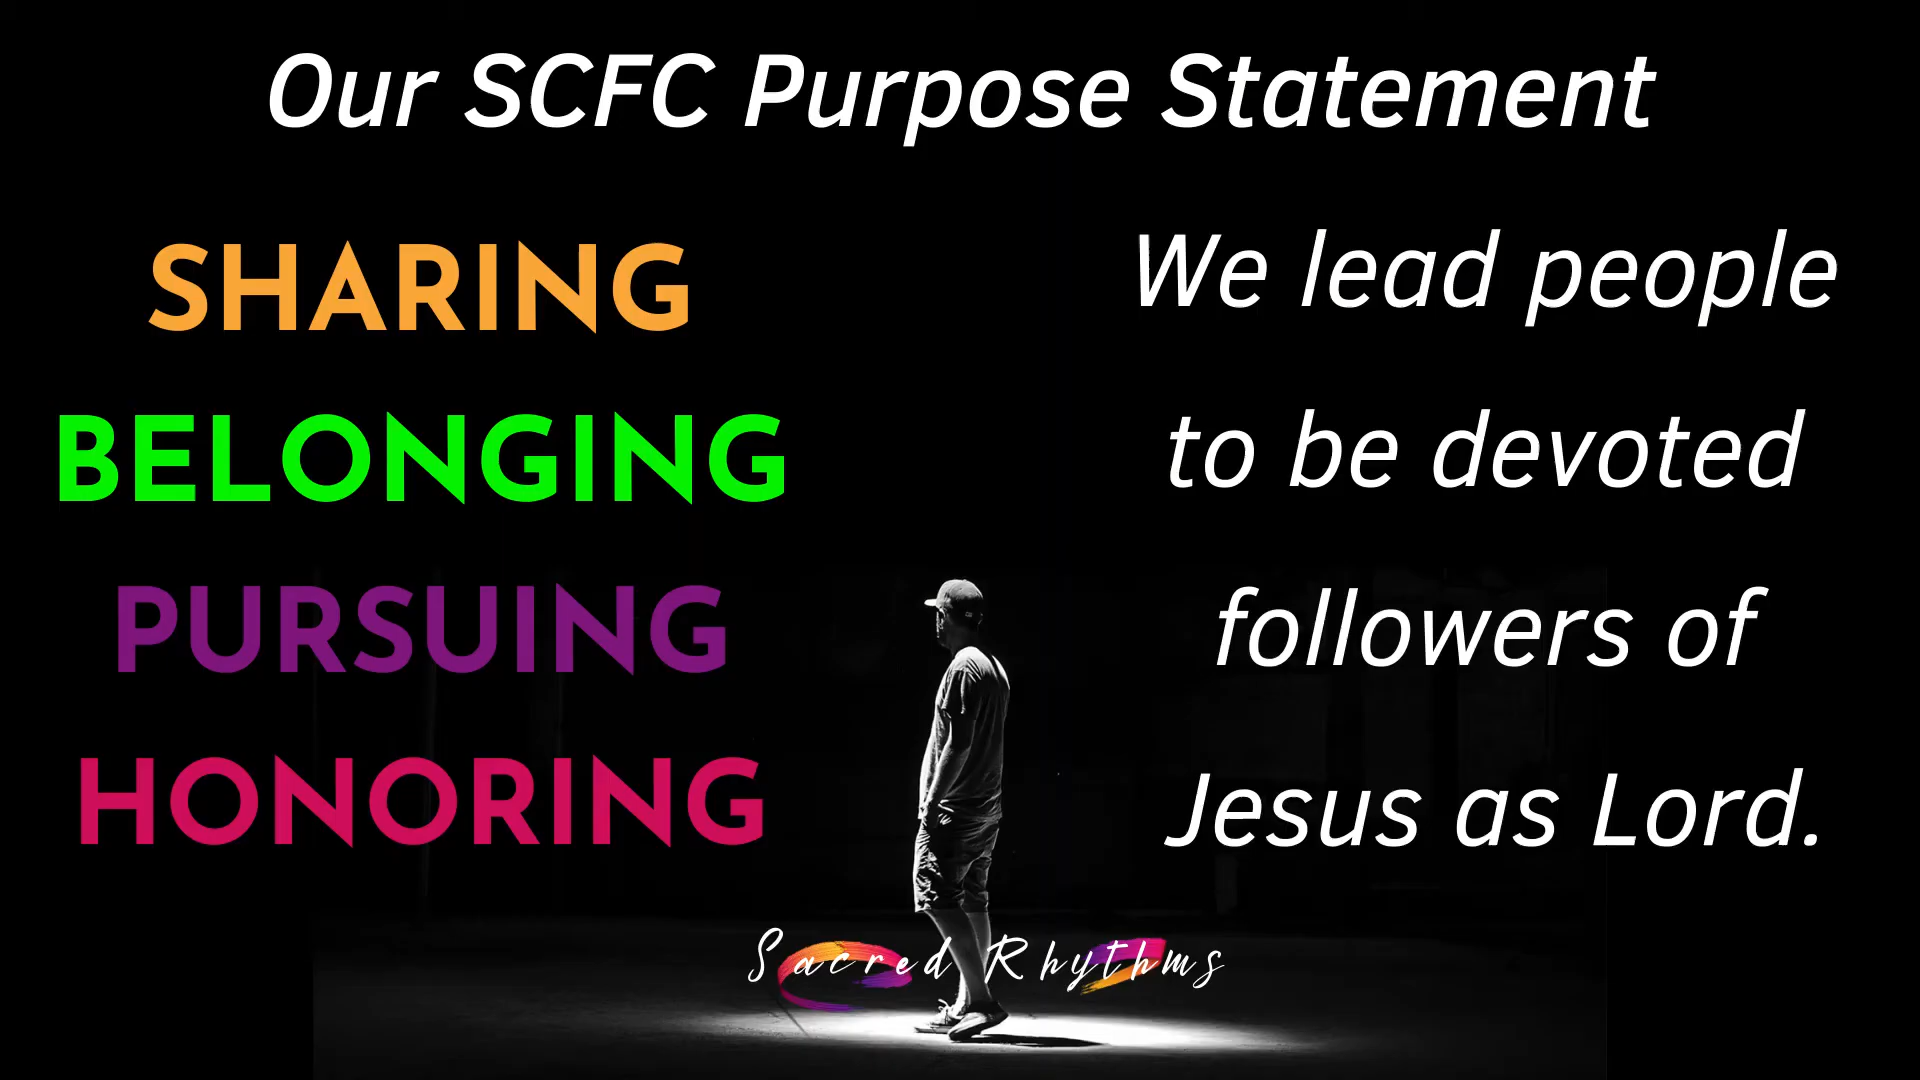 Our SCFC Purpose Statement
SHARING
BELONGING
PURSUING
HONORING
We lead people
to be devoted
followers of
Jesus as Lord.
Sacred Rhythms